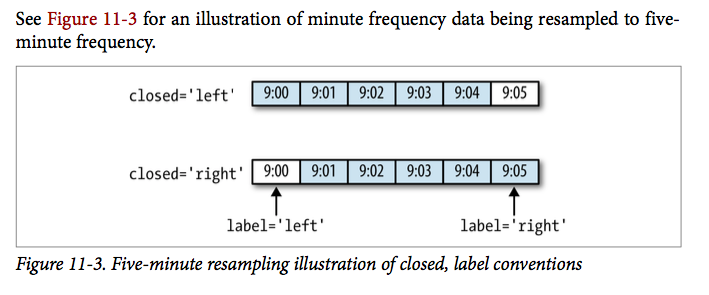 See Figure 11-3 for an illustration of minute frequency data being resampled to five-
minute frequency.
closed='left' 9:00 9:01 9:02 9:03 9:04 9:05
closed='right' 9:00 9:01 9:02 9:03 9:04 9:05
label='left' label='right'
Figure 11-3. Five-minute resampling illustration of closed, label conventions